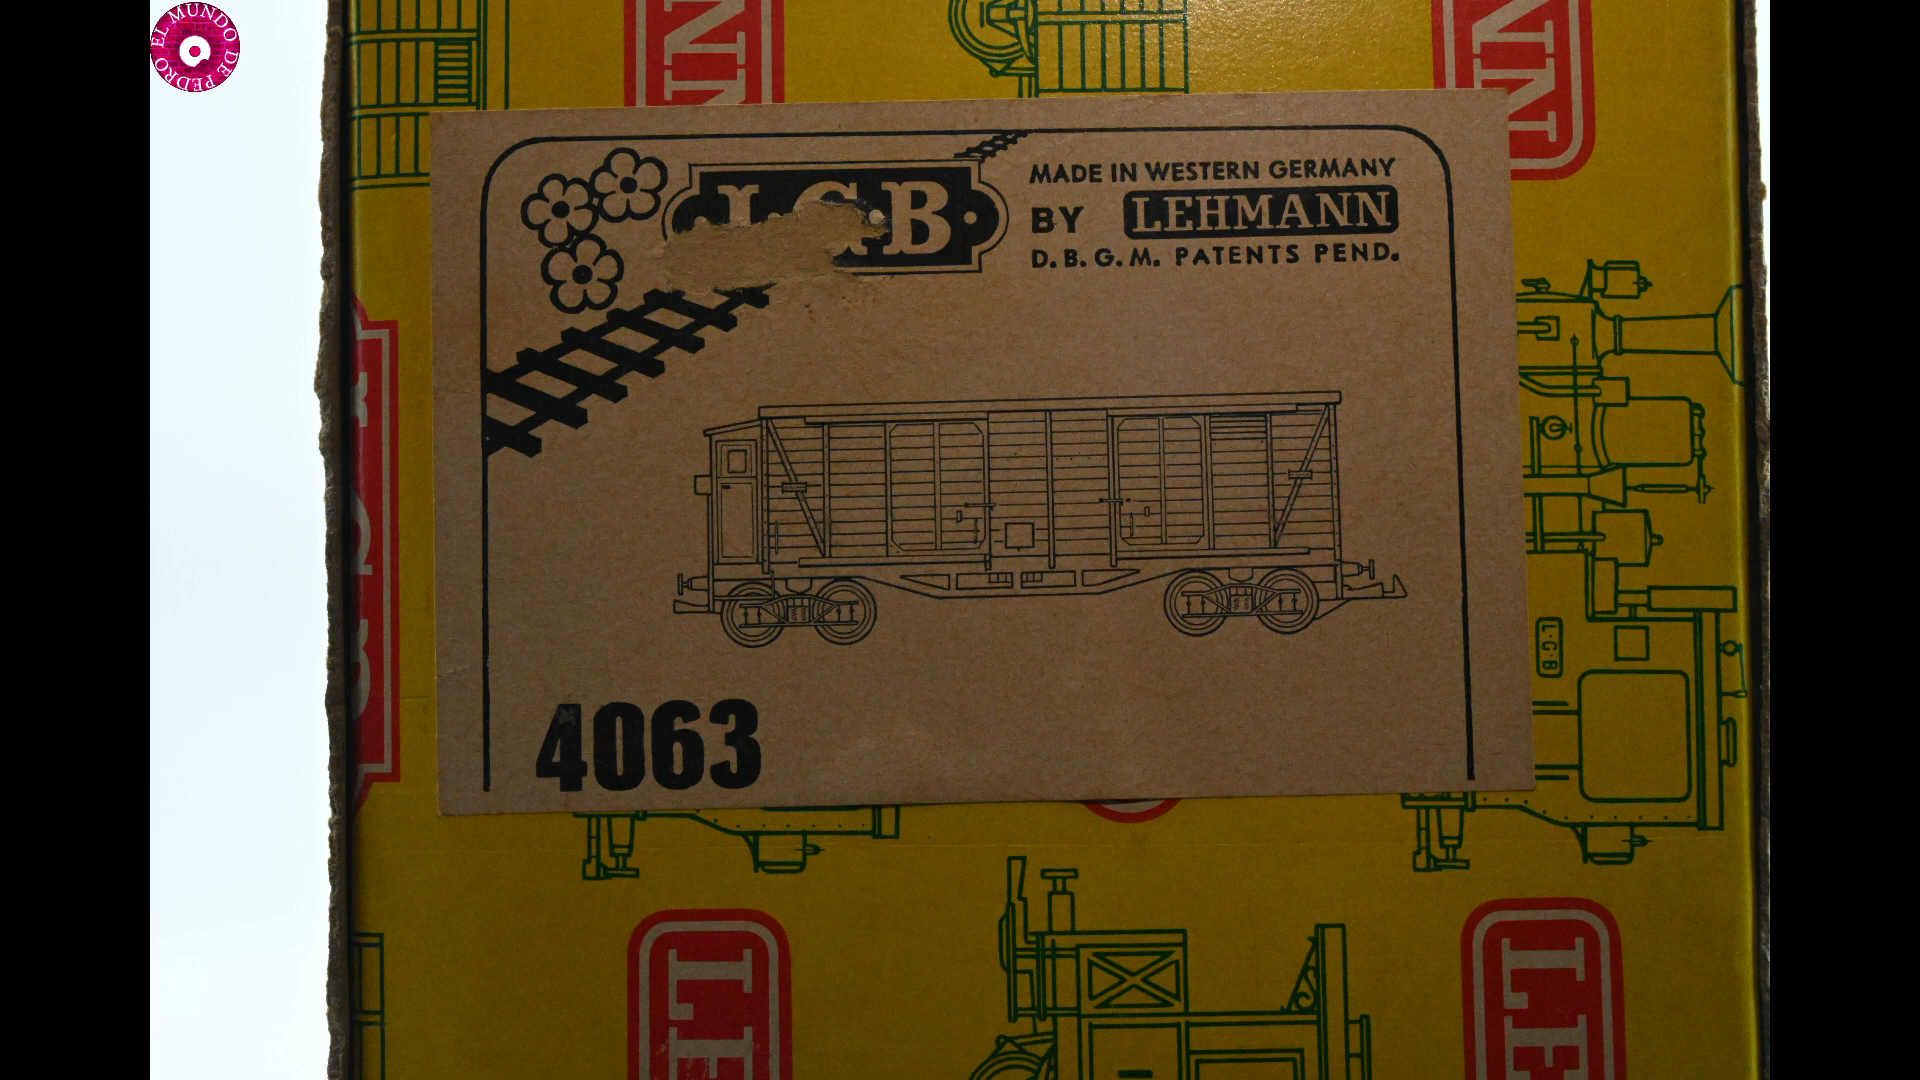 EL MUNDO DE PEDRO
L·G·B
MADE IN WESTERN GERMANY
BY LEHMANN
D.B.G.M. PATENTS PEND.
4063
L·G·B